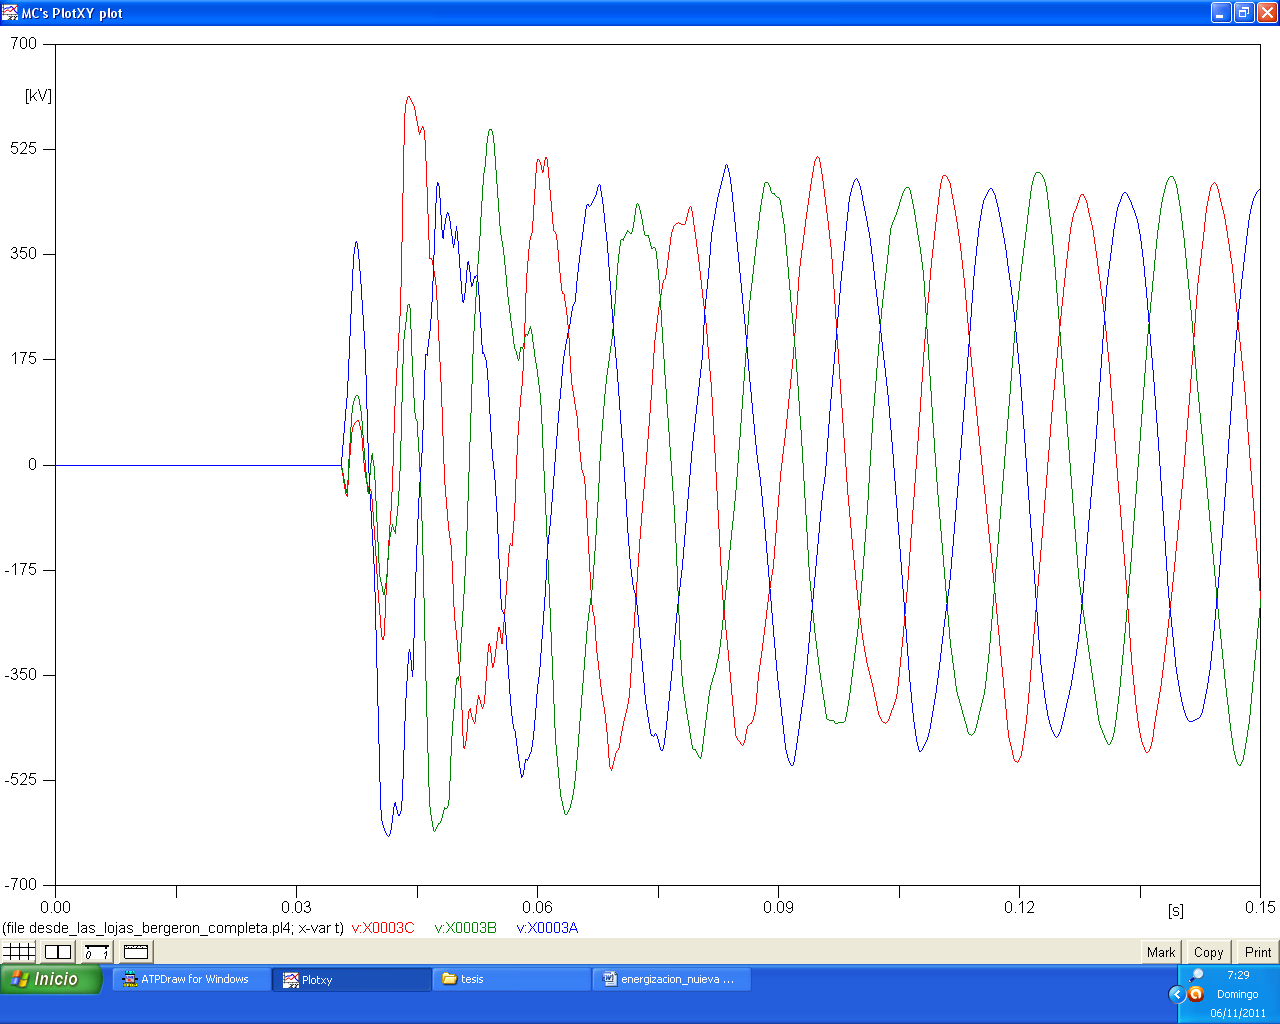 MC's PlotXY plot
700
[kV]
525
350
175
0
-175
-350
-525
-700
0.00 0.03 0.06 0.09 0.12 [s] 0.15
(file desde_las_lojas_bergeron_completa.pl4; x-var t) v:X0003C v:X0003B v:X0003A
0 1 Mark Copy Print
Inicio ATPDraw for Windows Plotxy tesis energizacion_nuieva ... 7:29
Domingo
06/11/2011